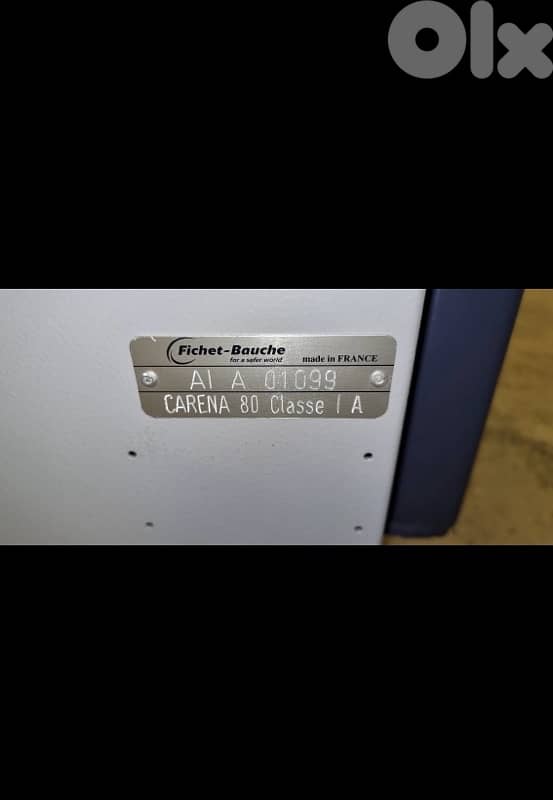 Olx
Fichet-Bauche
for a safer world
made in FRANCE
AI A 01099
CARENA 80 Classe I A